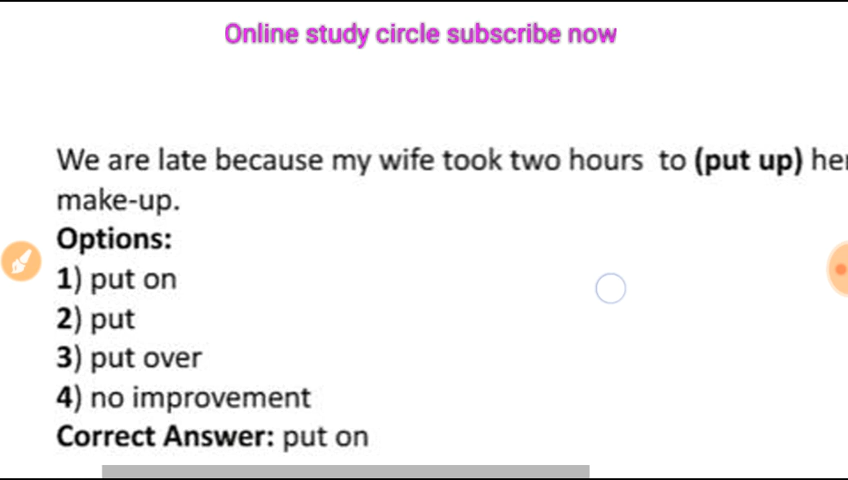 Online study circle subscribe now
We are late because my wife took two hours to (put up) her
make-up.
Options:
1) put on
2) put
3) put over
4) no improvement
Correct Answer: put on